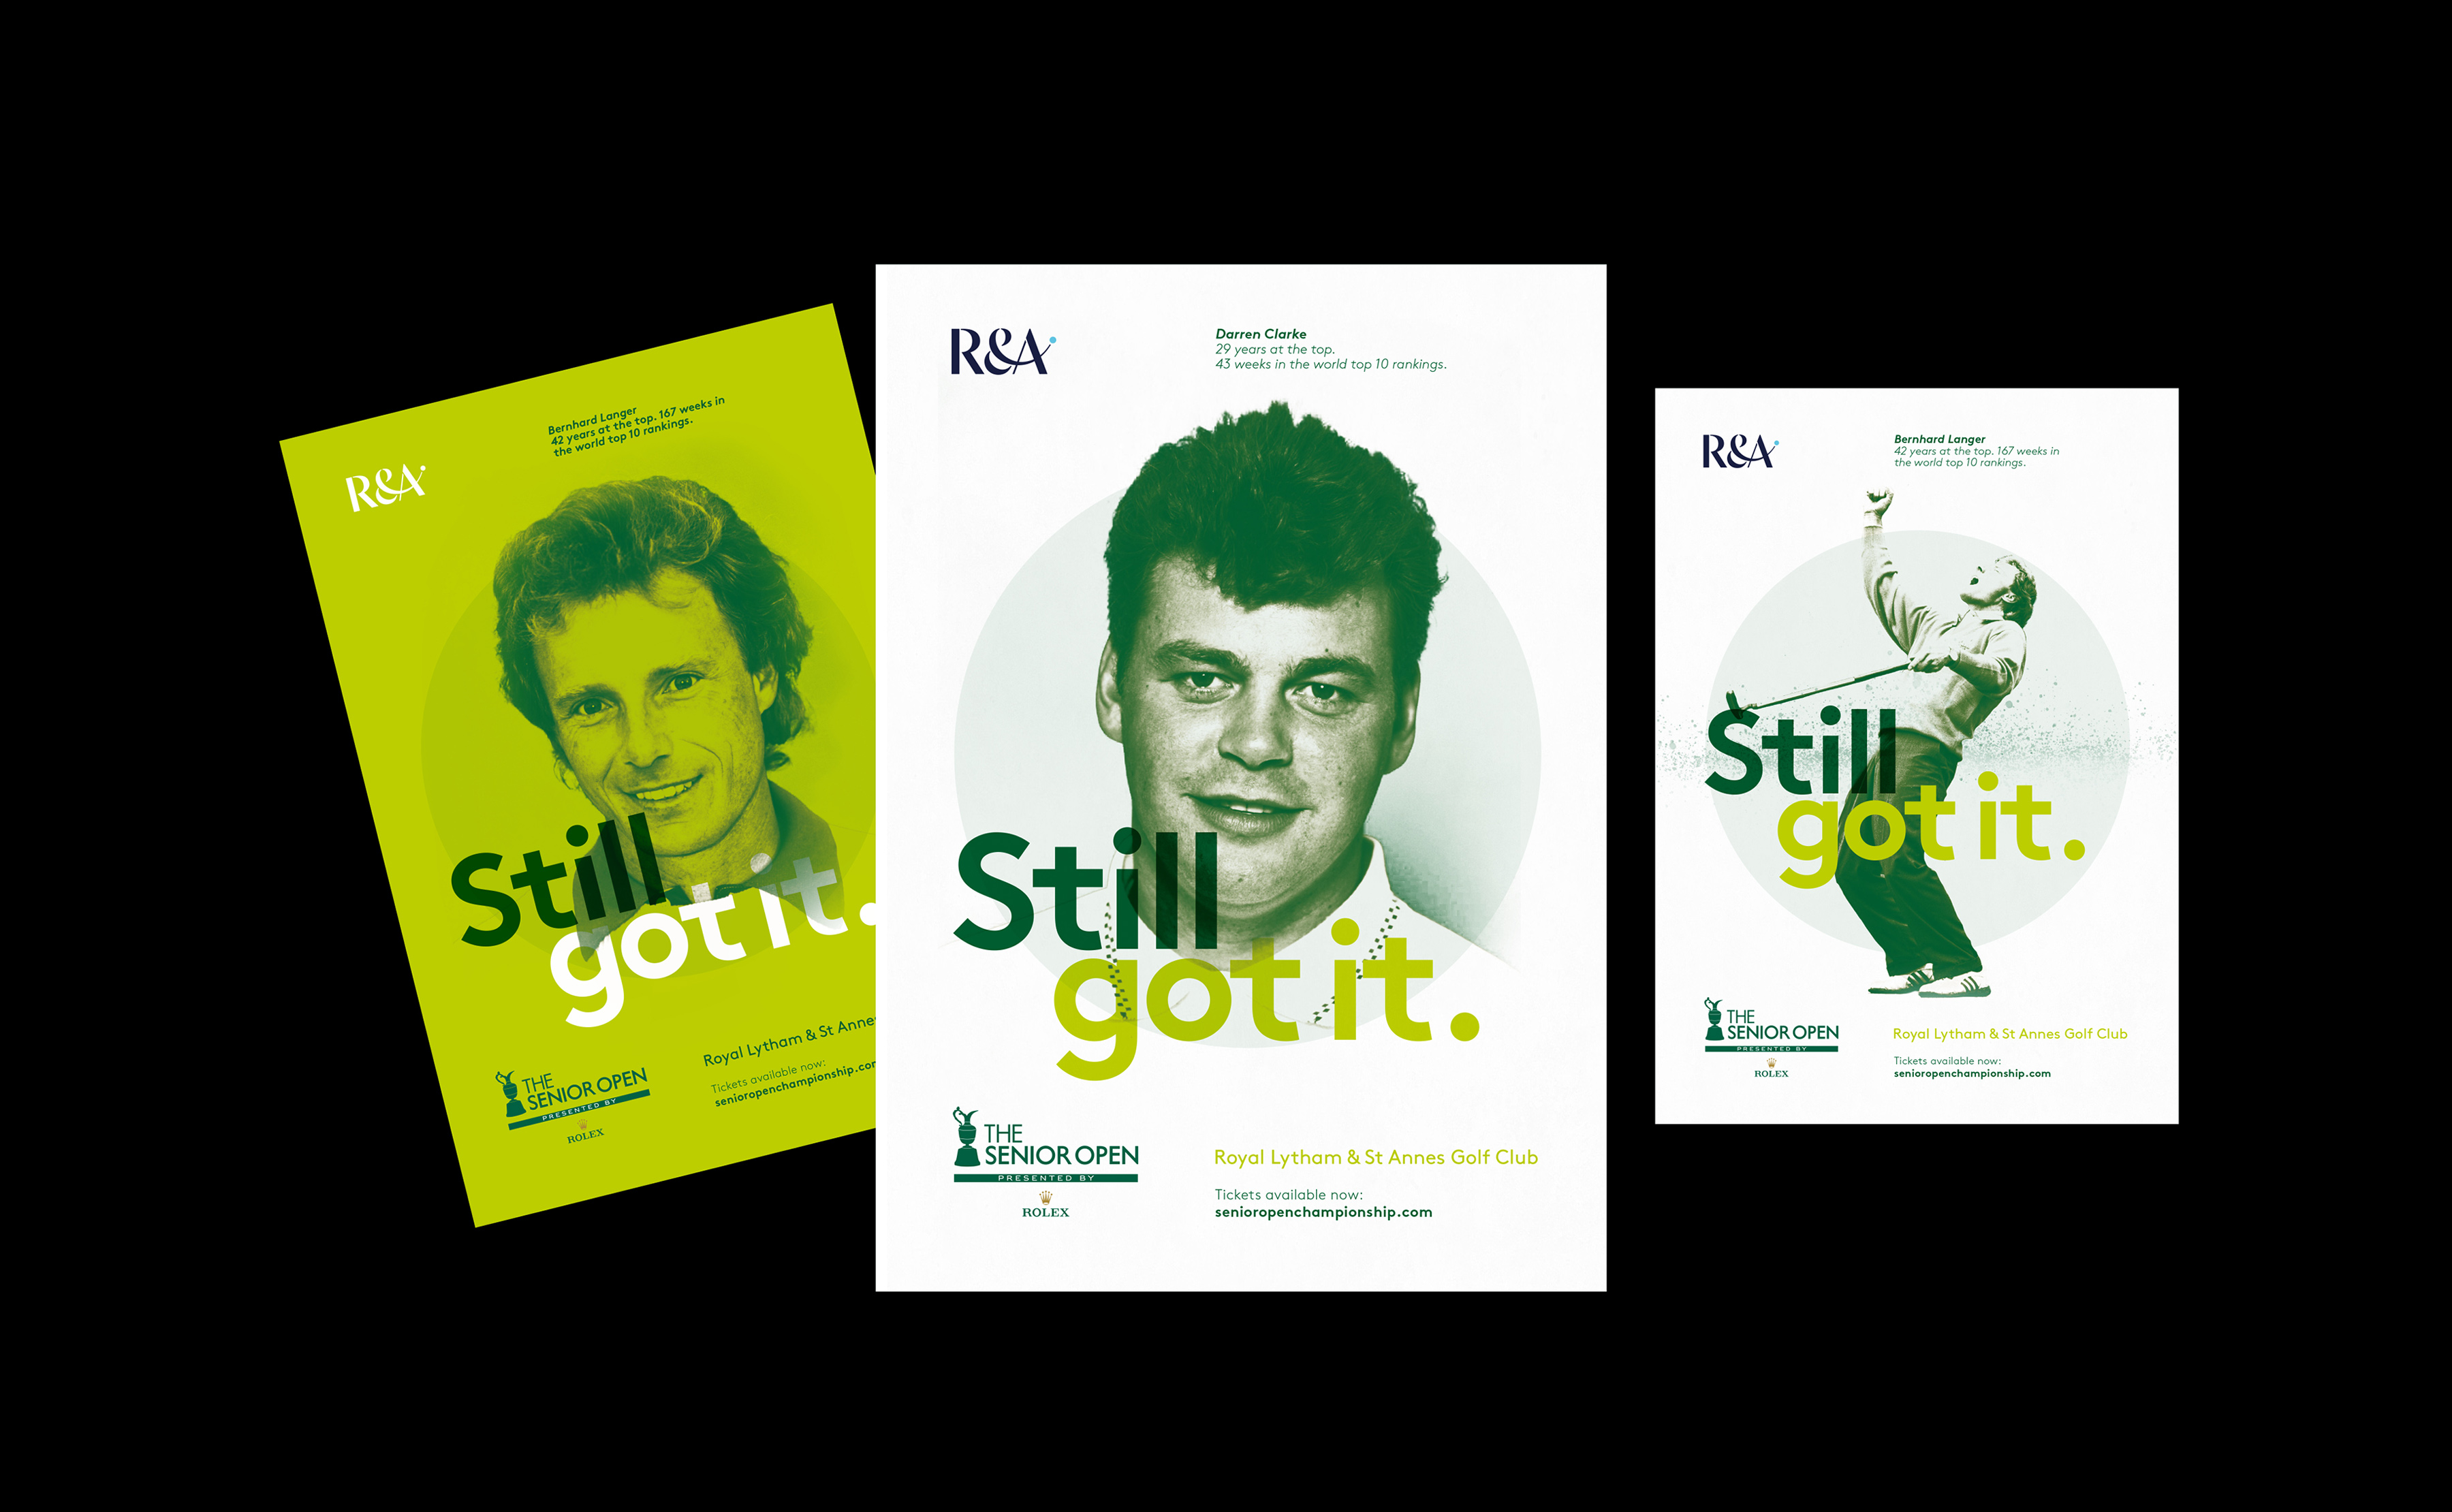 R&A
Bernhard Langer
42 years at the top. 167 weeks in
the world top 10 rankings.
Still
got it.
THE
SENIOR OPEN
PRESENTED BY
ROLEX
Royal Lytham & St Anne
Tickets available now:
senioropenchampionship.co
R&A
Darren Clarke
29 years at the top.
43 weeks in the world top 10 rankings.
Still
got it.
THE
SENIOR OPEN
PRESENTED BY
ROLEX
Royal Lytham & St Annes Golf Club
Tickets available now:
senioropenchampionship.com
R&A
Bernhard Langer
42 years at the top. 167 weeks in
the world top 10 rankings.
Still
got it.
THE
SENIOR OPEN
PRESENTED BY
ROLEX
Royal Lytham & St Annes Golf Club
Tickets available now:
senioropenchampionship.com